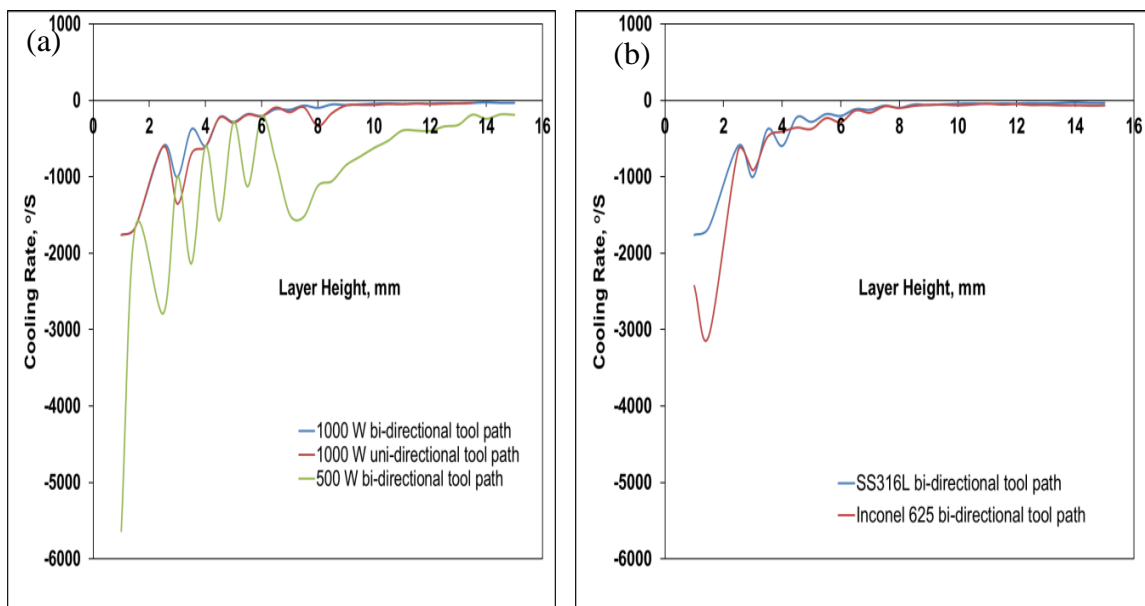 (a)
1000
0
-1000
-2000
-3000
-4000
-5000
-6000
0 2 4 6 8 10 12 14 16
Cooling Rate, °/S
Layer Height, mm
1000 W bi-directional tool path
1000 W uni-directional tool path
500 W bi-directional tool path
(b)
1000
0
-1000
-2000
-3000
-4000
-5000
-6000
0 2 4 6 8 10 12 14 16
Cooling Rate, °/S
Layer Height, mm
SS316L bi-directional tool path
Inconel 625 bi-directional tool path